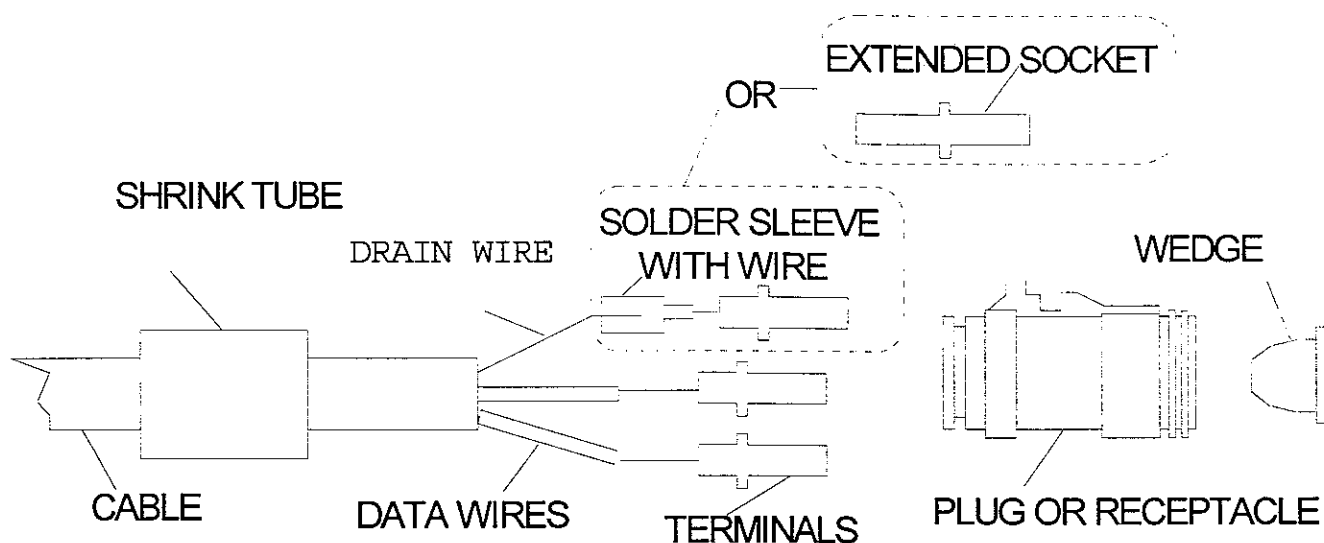 EXTENDED SOCKET
OR
SHRINK TUBE
SOLDER SLEEVE
WITH WIRE
DRAIN WIRE
WEDGE
CABLE
DATA WIRES
TERMINALS
PLUG OR RECEPTACLE